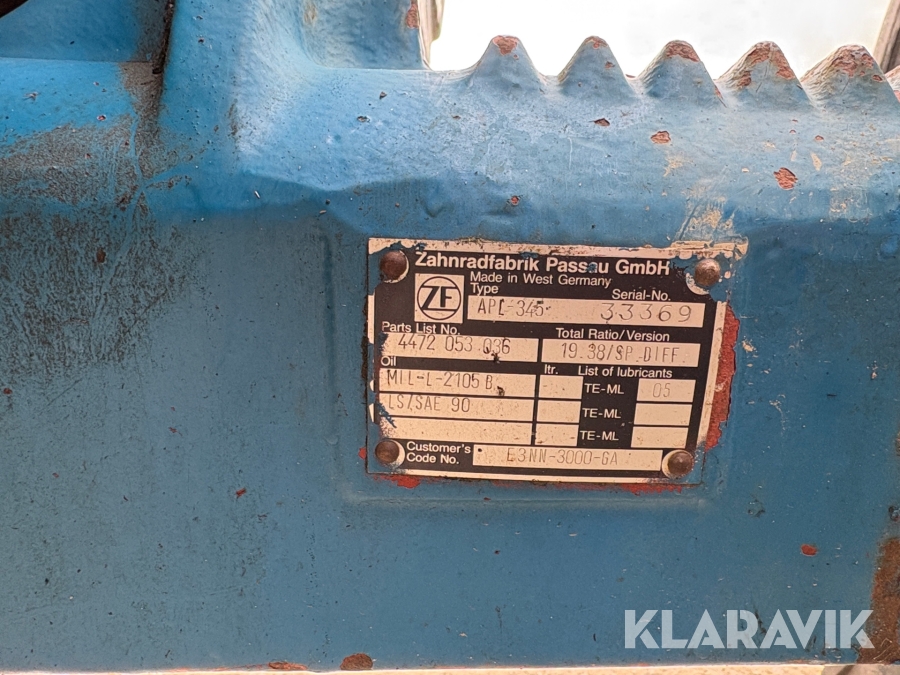 Zahnradfabrik Passau GmbH
Made in West Germany
ZF
Type Serial-No.
APL-345 33369
Parts List No. Total Ratio/Version
4472 053 036 19.38/SP.DIFF.
Oil ltr. List of lubricants
MIL-L-2105 B TE-ML 05
LS/SAE 90 TE-ML
TE-ML
Customer's
Code No. E3NN-3000-GA
KLARAVIK